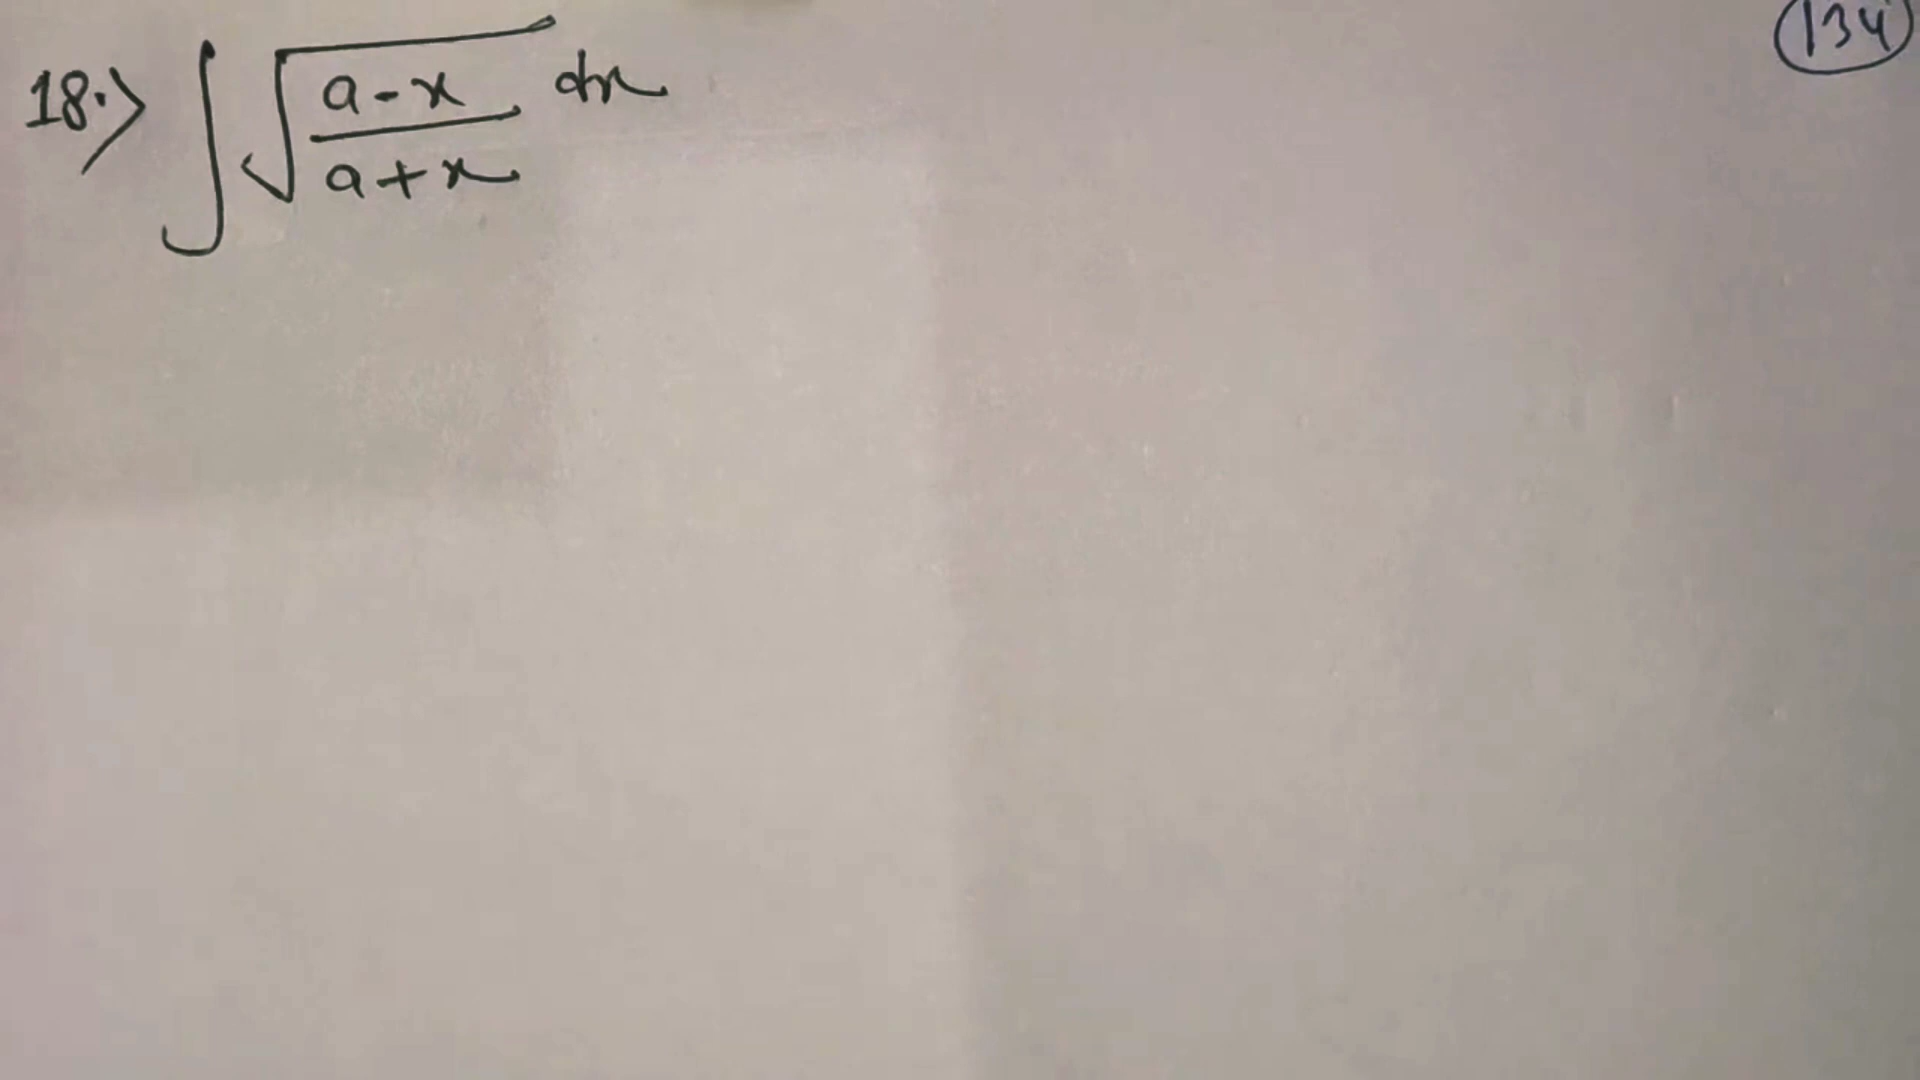 18.> ∫ √((a-x)/(a+x)) dx
134